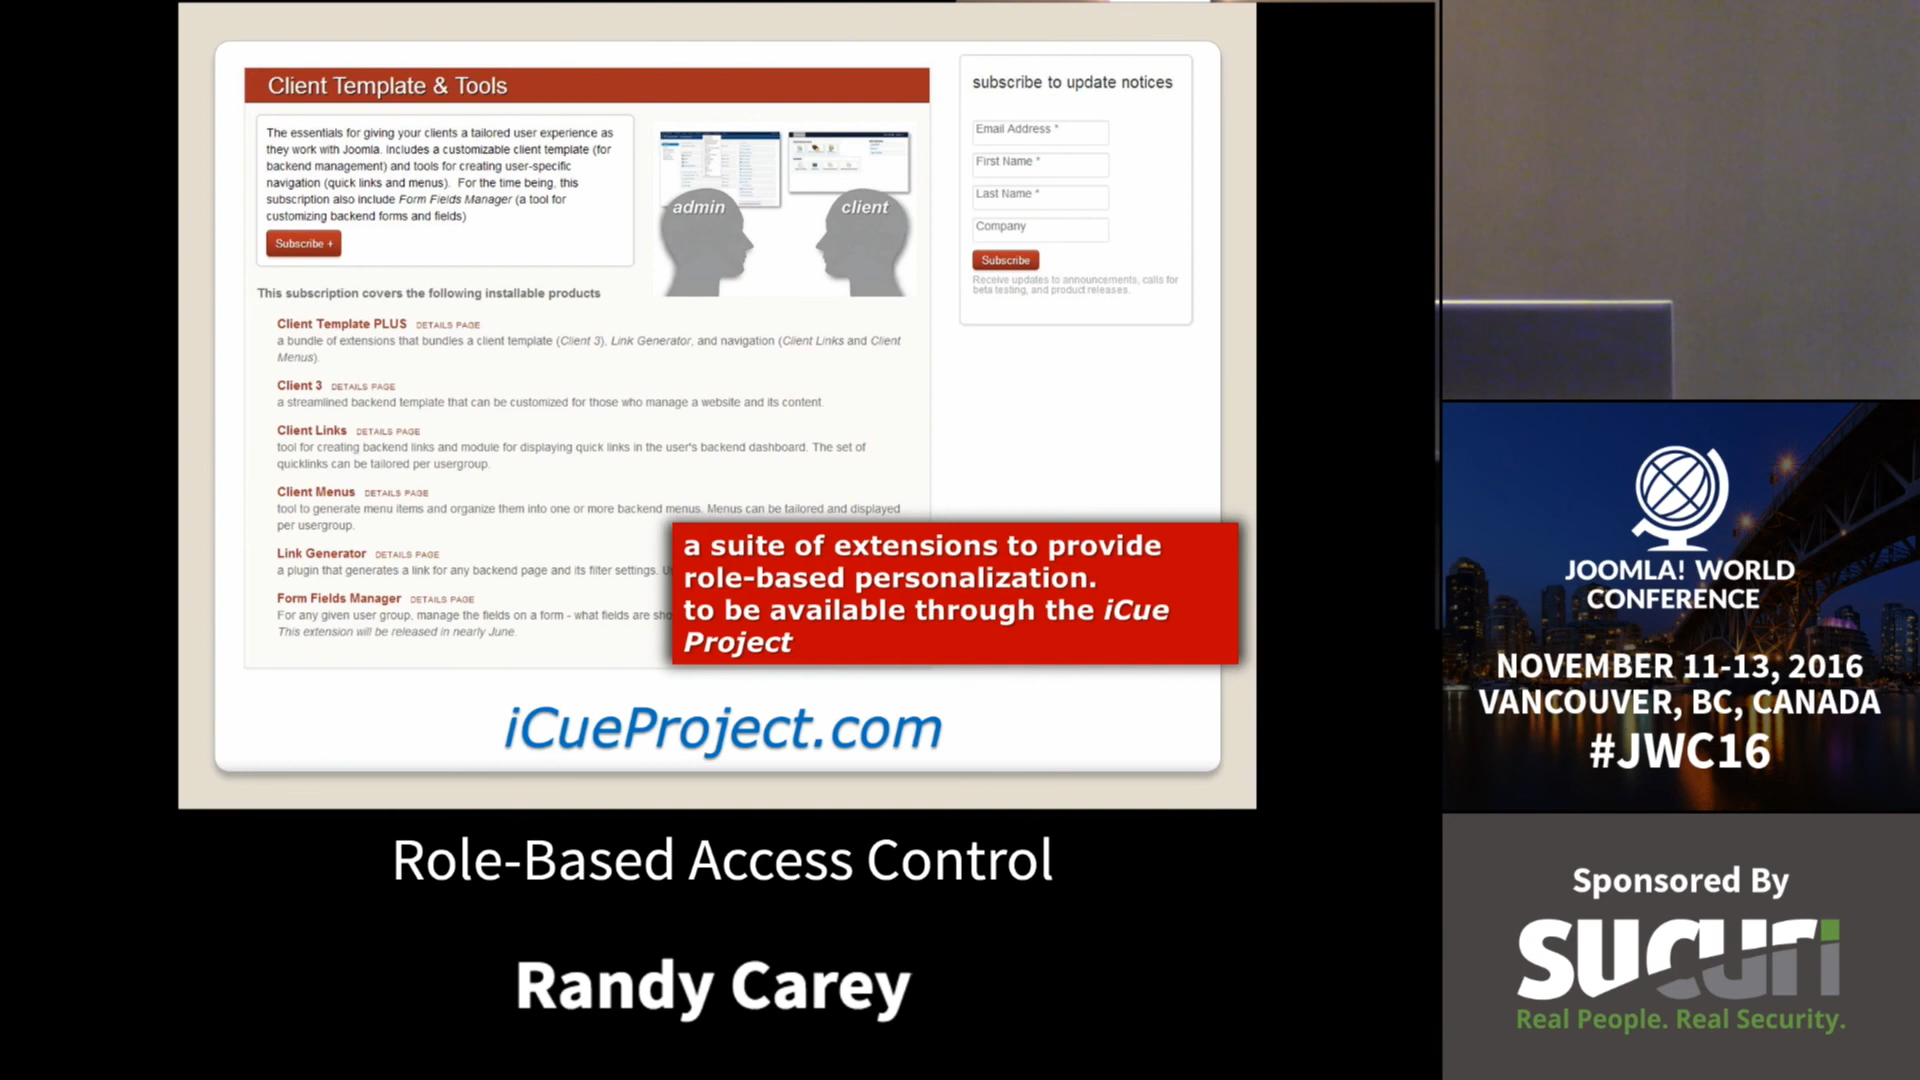 Client Template & Tools
The essentials for giving your clients a tailored user experience as
they work with Joomla. Includes a customizable client template (for
backend management) and tools for creating user-specific
navigation (quick links and menus). For the time being, this
subscription also include Form Fields Manager (a tool for
customizing backend forms and fields)
Subscribe +
admin
client
This subscription covers the following installable products
Client Template PLUS DETAILS PAGE
a bundle of extensions that bundles a client template (Client 3), Link Generator, and navigation (Client Links and Client
Menus).
Client 3 DETAILS PAGE
a streamlined backend template that can be customized for those who manage a website and its content.
Client Links DETAILS PAGE
tool for creating backend links and module for displaying quick links in the user's backend dashboard. The set of
quicklinks can be tailored per usergroup.
Client Menus DETAILS PAGE
tool to generate menu items and organize them into one or more backend menus. Menus can be tailored and displayed
per usergroup.
Link Generator DETAILS PAGE
a plugin that generates a link for any backend page and its filter settings.
Form Fields Manager DETAILS PAGE
For any given user group, manage the fields on a form - what fields are
This extension will be released in nearly June.
subscribe to update notices
Email Address *
First Name *
Last Name *
Company
Subscribe
Receive updates to announcements, calls for
beta testing, and product releases.
a suite of extensions to provide
role-based personalization.
to be available through the iCue
Project
iCueProject.com
Role-Based Access Control
Randy Carey
JOOMLA! WORLD
CONFERENCE
NOVEMBER 11-13, 2016
VANCOUVER, BC, CANADA
#JWC16
Sponsored By
SUCURI
Real People. Real Security.